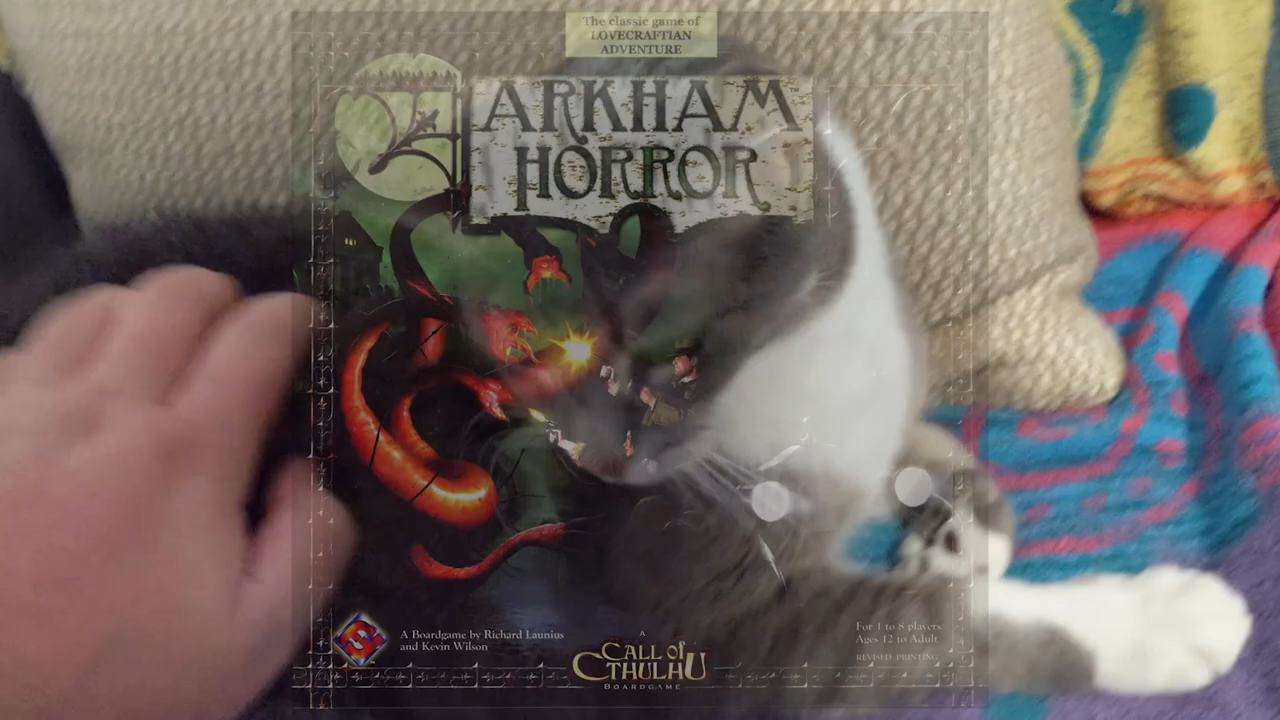 The classic game of
LOVECRAFTIAN
ADVENTURE
ARKHAM
HORROR
A Boardgame by Richard Launius
and Kevin Wilson
A
CALL of
CTHULHU
BOARDGAME
For 1 to 8 players
Ages 12 to Adult
REVISED PRINTING